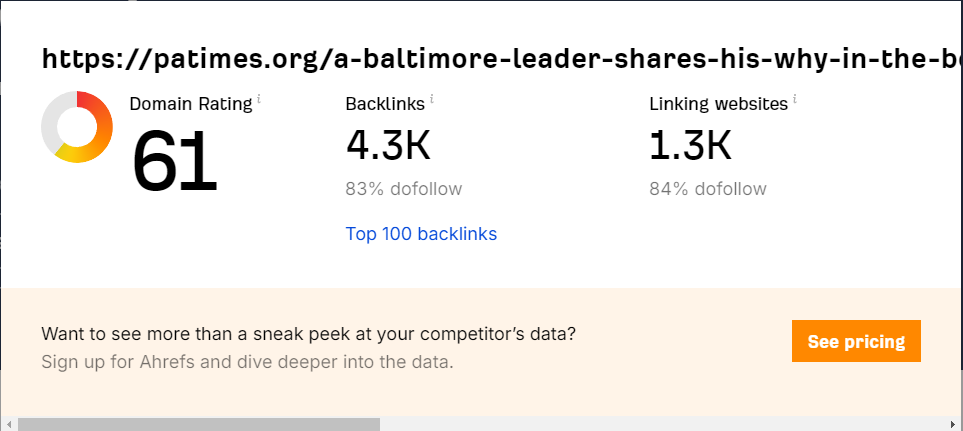 https://patimes.org/a-baltimore-leader-shares-his-why-in-the-b
Domain Rating i
61
Backlinks i
4.3K
83% dofollow
Top 100 backlinks
Linking websites i
1.3K
84% dofollow
Want to see more than a sneak peek at your competitor’s data?
Sign up for Ahrefs and dive deeper into the data.
See pricing